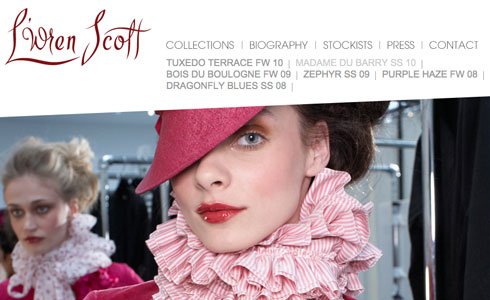 L'Wren Scott
COLLECTIONS | BIOGRAPHY | STOCKISTS | PRESS | CONTACT
TUXEDO TERRACE FW 10 | MADAME DU BARRY SS 10 |
BOIS DU BOULOGNE FW 09 | ZEPHYR SS 09 | PURPLE HAZE FW 08 |
DRAGONFLY BLUES SS 08 |